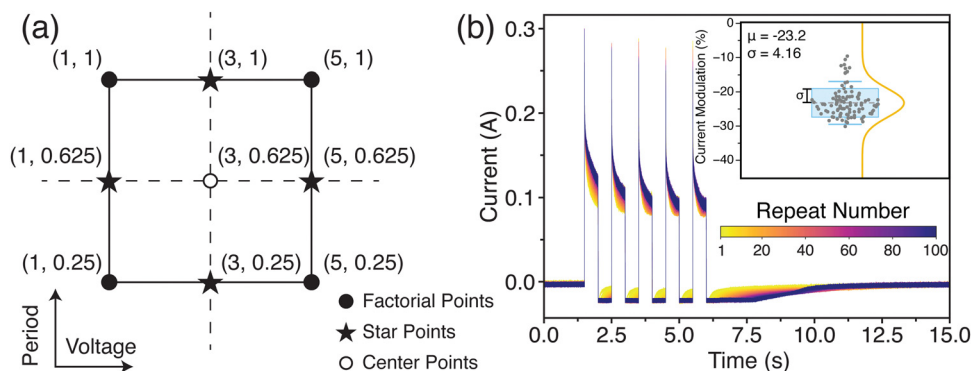 (a)
(1, 1)
(3, 1)
(5, 1)
(1, 0.625)
(3, 0.625)
(5, 0.625)
(1, 0.25)
(3, 0.25)
(5, 0.25)
Period
Voltage
Factorial Points
Star Points
Center Points
(b)
Current (A)
0.3
0.2
0.1
0.0
0.0
2.5
5.0
7.5
10.0
12.5
15.0
Time (s)
Current Modulation (%)
0
−10
−20
−30
−40
μ = -23.2
σ = 4.16
σ
Repeat Number
1
20
40
60
80
100